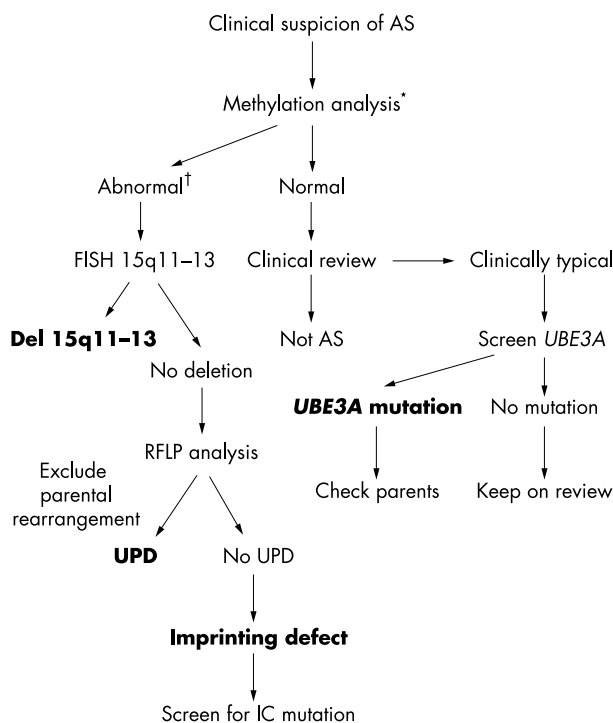 Clinical suspicion of AS
Methylation analysis*
Abnormal†
Normal
FISH 15q11–13
Clinical review
Clinically typical
Del 15q11–13
No deletion
Not AS
Screen UBE3A
UBE3A mutation
No mutation
RFLP analysis
Exclude
parental
rearrangement
Check parents
Keep on review
UPD
No UPD
Imprinting defect
Screen for IC mutation